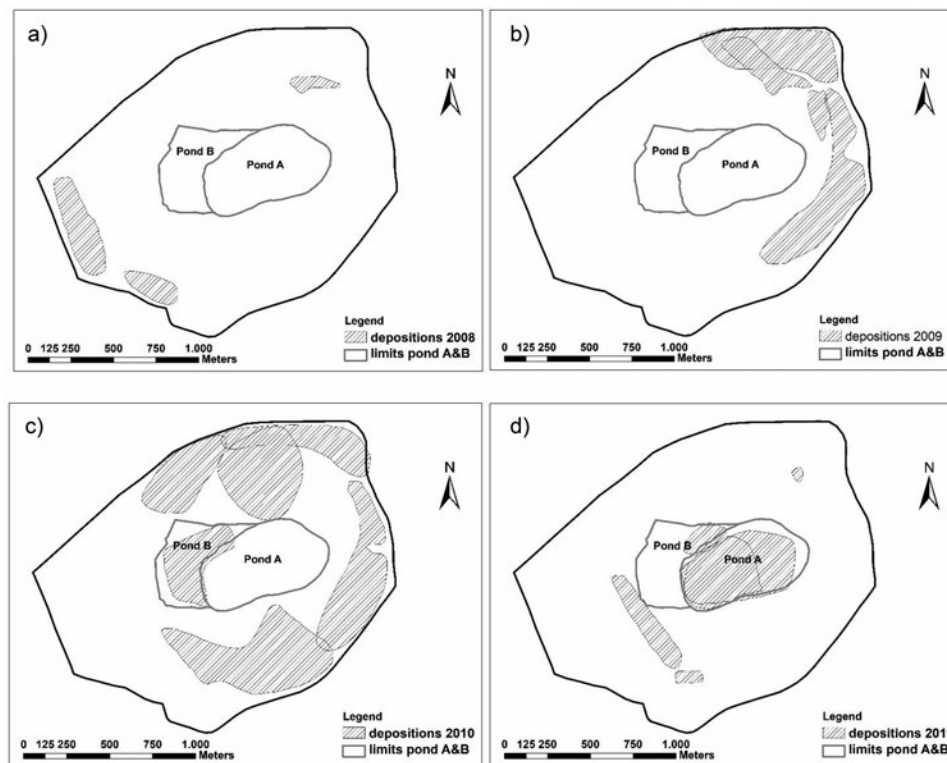 a)
N
Pond B
Pond A
Legend
depositions 2008
limits pond A&B
0 125 250 500 750 1.000
Meters
b)
N
Pond B
Pond A
Legend
depositions 2009
limits pond A&B
0 125 250 500 750 1.000
Meters
c)
N
Pond B
Pond A
Legend
depositions 2010
limits pond A&B
0 125 250 500 750 1.000
Meters
d)
N
Pond B
Pond A
Legend
depositions
limits pond A&B
0 125 250 500 750 1.000
Meters